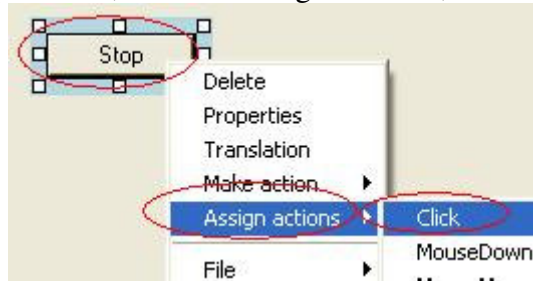 Stop
Delete
Properties
Translation
Make action
Assign actions
Click
MouseDown
File